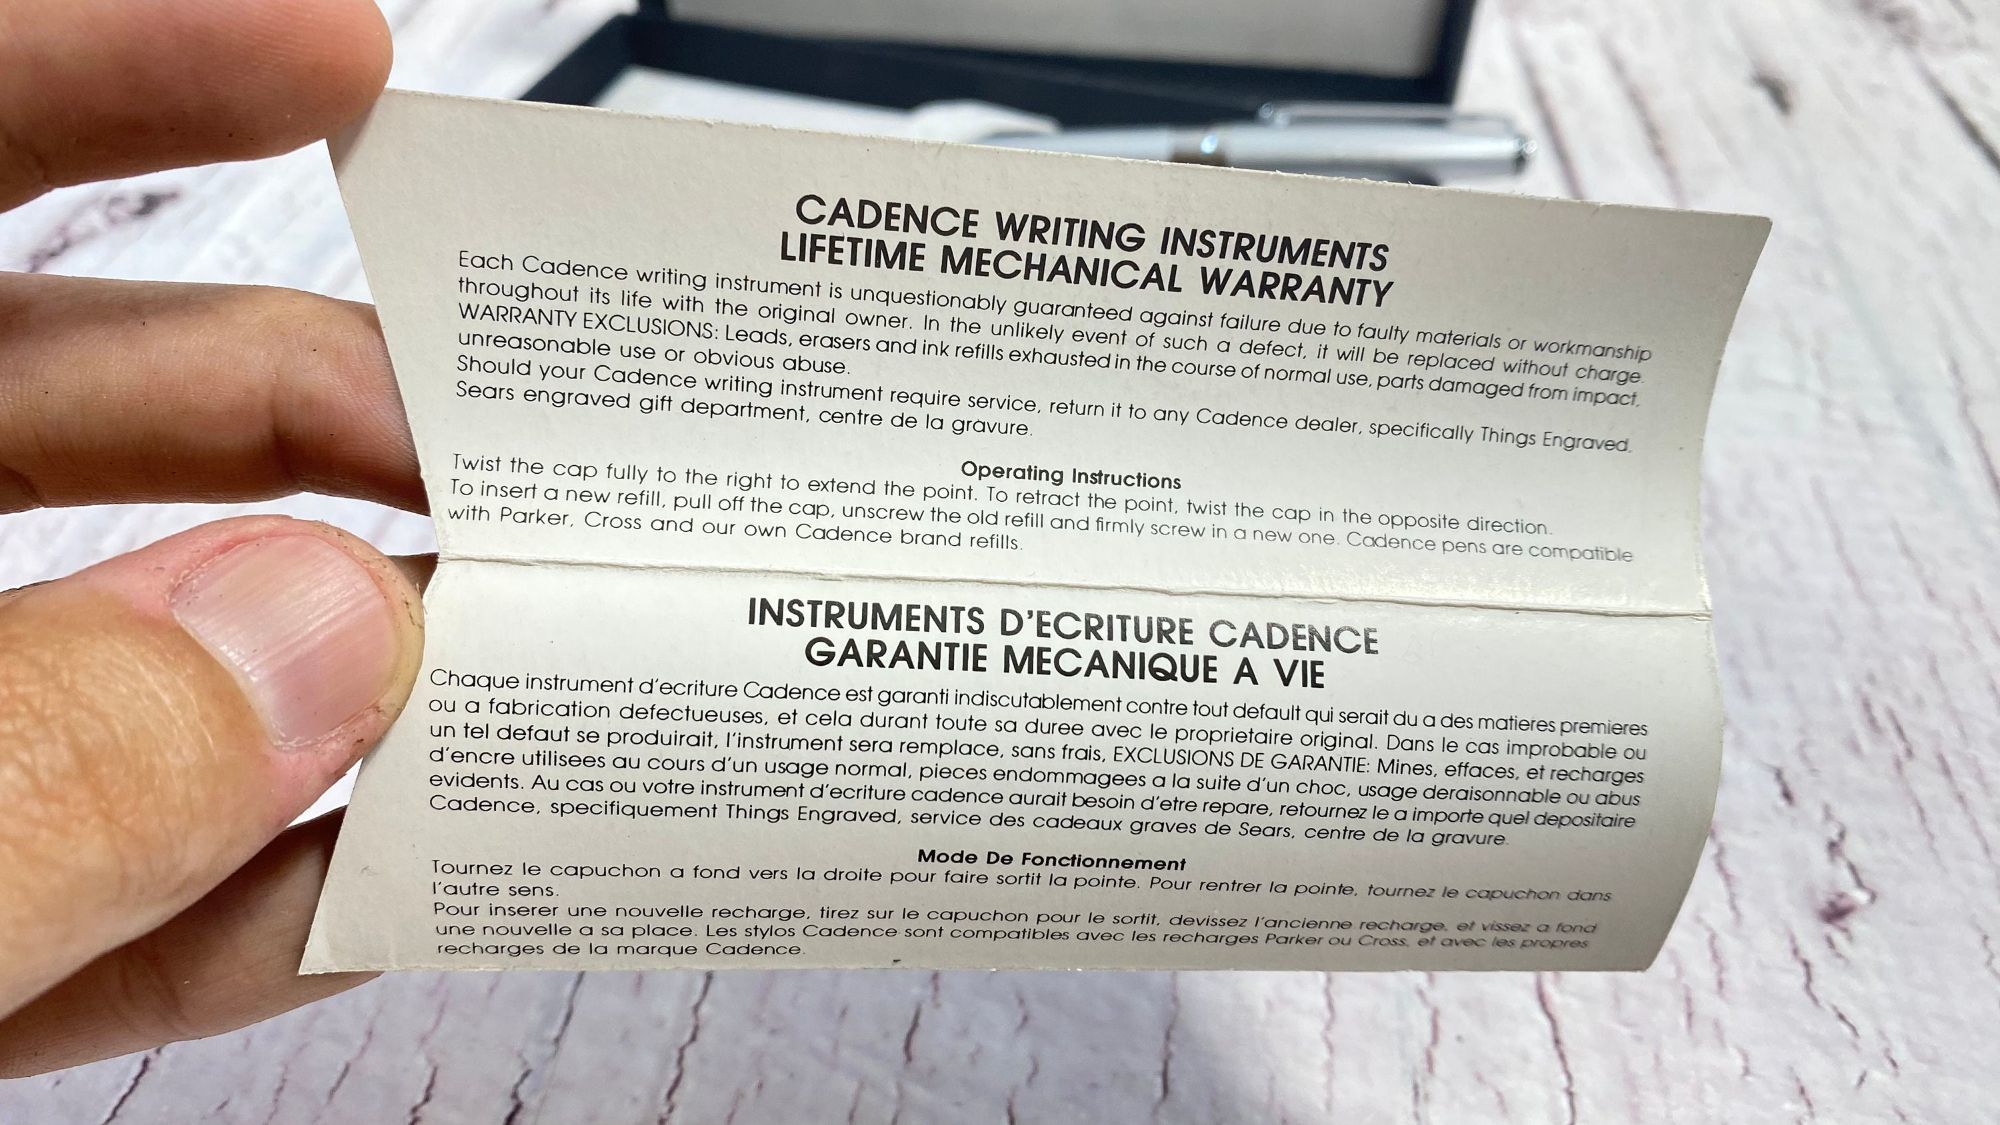 CADENCE WRITING INSTRUMENTS
LIFETIME MECHANICAL WARRANTY
Each Cadence writing instrument is unquestionably guaranteed against failure due to faulty materials or workmanship
throughout its life with the original owner. In the unlikely event of such a defect, it will be replaced without charge.
WARRANTY EXCLUSIONS: Leads, erasers and ink refills exhausted in the course of normal use, parts damaged from impact,
unreasonable use or obvious abuse.
Should your Cadence writing instrument require service, return it to any Cadence dealer, specifically Things Engraved,
Sears engraved gift department, centre de la gravure.
Operating Instructions
Twist the cap fully to the right to extend the point. To retract the point, twist the cap in the opposite direction.
To insert a new refill, pull off the cap, unscrew the old refill and firmly screw in a new one. Cadence pens are compatible
with Parker, Cross and our own Cadence brand refills.
INSTRUMENTS D'ECRITURE CADENCE
GARANTIE MECANIQUE A VIE
Chaque instrument d'ecriture Cadence est garanti indiscutablement contre tout default qui serait du a des matieres premieres
ou a fabrication defectueuses, et cela durant toute sa duree avec le proprietaire original. Dans le cas improbable ou
un tel defaut se produirait, l'instrument sera remplace, sans frais, EXCLUSIONS DE GARANTIE: Mines, effaces, et recharges
d'encre utilisees au cours d'un usage normal, pieces endommagees a la suite d'un choc, usage deraisonnable ou abus
evidents. Au cas ou votre instrument d'ecriture cadence aurait besoin d'etre repare, retournez le a importe quel depositaire
Cadence, specifiquement Things Engraved, service des cadeaux graves de Sears, centre de la gravure.
Mode De Fonctionnement
Tournez le capuchon a fond vers la droite pour faire sortit la pointe. Pour rentrer la pointe, tournez le capuchon dans
l'autre sens.
Pour inserer une nouvelle recharge, tirez sur le capuchon pour le sortit, devissez l'ancienne recharge, et vissez a fond
une nouvelle a sa place. Les stylos Cadence sont compatibles avec les recharges Parker ou Cross, et avec les propres
recharges de la marque Cadence.